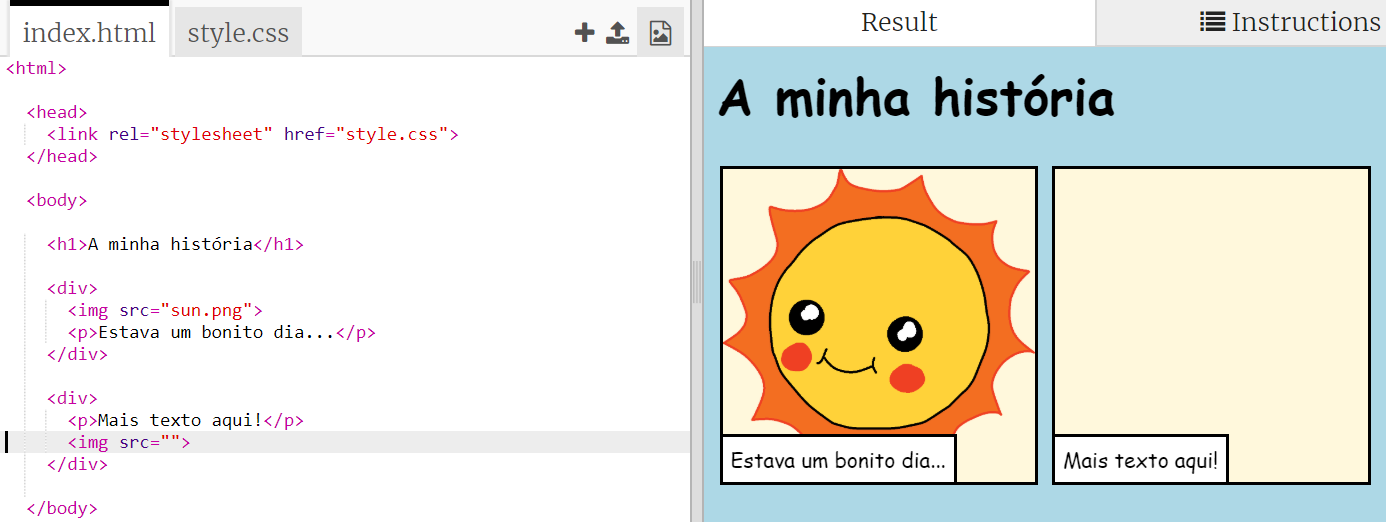 index.html style.css
Result Instructions
<html>
<head>
<link rel="stylesheet" href="style.css">
</head>
<body>
<h1>A minha história</h1>
<div>
<img src="sun.png">
<p>Estava um bonito dia...</p>
</div>
<div>
<p>Mais texto aqui!</p>
<img src="">
</div>
</body>
A minha história
Estava um bonito dia...
Mais texto aqui!